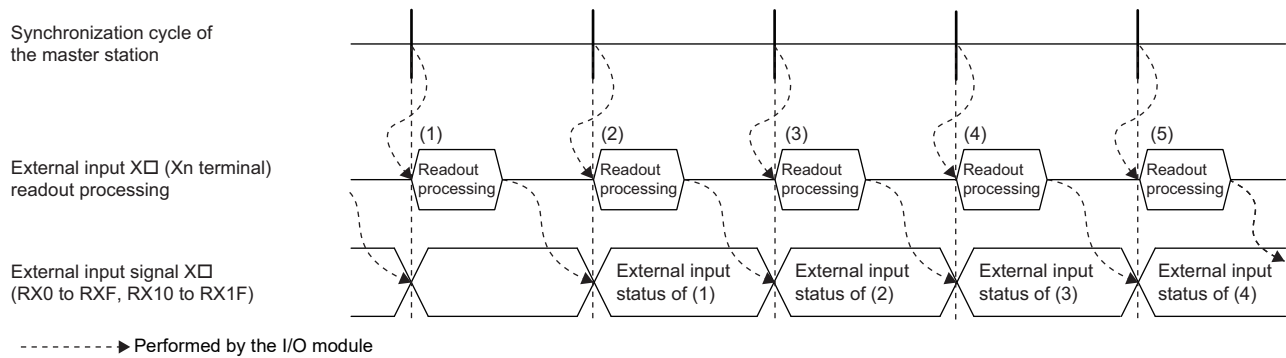 Synchronization cycle of
the master station
(1)
(2)
(3)
(4)
(5)
External input X□ (Xn terminal)
readout processing
Readout
processing
Readout
processing
Readout
processing
Readout
processing
Readout
processing
External input signal X□
(RX0 to RXF, RX10 to RX1F)
External input
status of (1)
External input
status of (2)
External input
status of (3)
External input
status of (4)
Performed by the I/O module